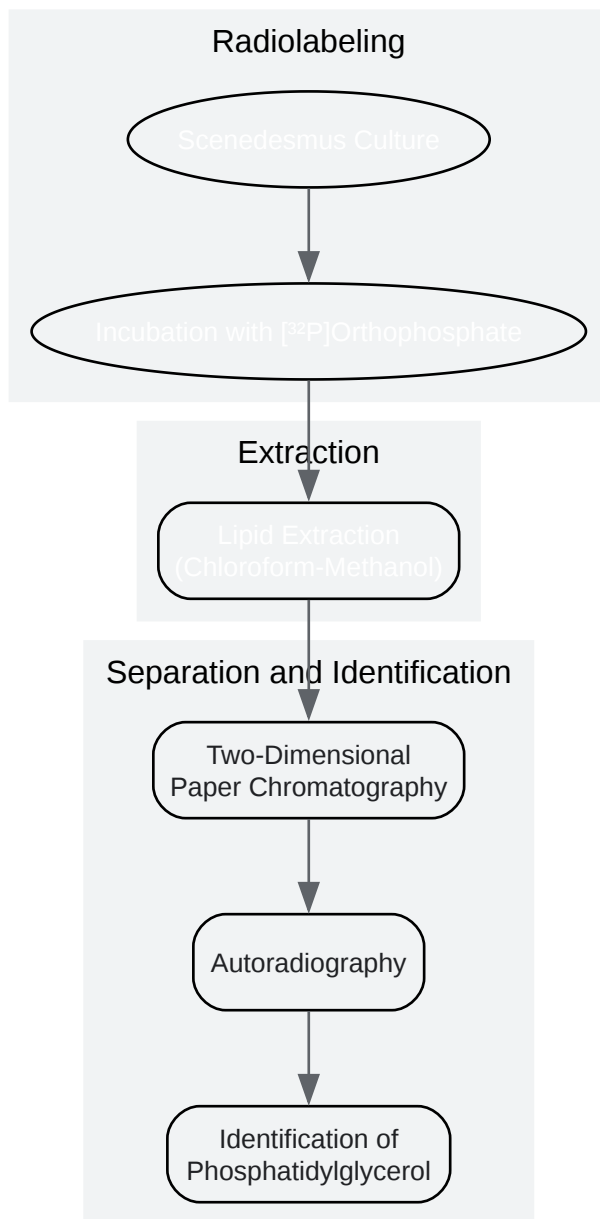 Radiolabeling
Scenedesmus Culture
Incubation with [³²P]Orthophosphate
Extraction
Lipid Extraction
(Chloroform-Methanol)
Separation and Identification
Two-Dimensional
Paper Chromatography
Autoradiography
Identification of
Phosphatidylglycerol